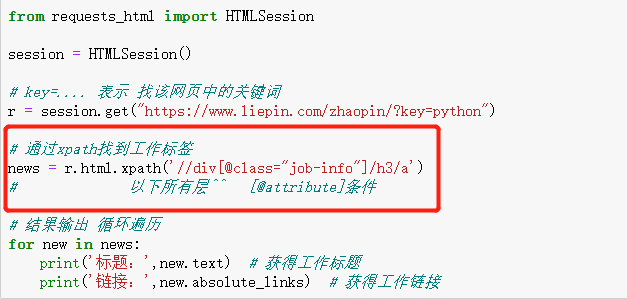 from requests_html import HTMLSession
session = HTMLSession()
# key=.... 表示 找该网页中的关键词
r = session.get("https://www.liepin.com/zhaopin/?key=python")
# 通过xpath找到工作标签
news = r.html.xpath('//div[@class="job-info"]/h3/a')
# 以下所有层^^ [@attribute]条件
# 结果输出 循环遍历
for new in news:
print('标题：',new.text) # 获得工作标题
print('链接：',new.absolute_links) # 获得工作链接